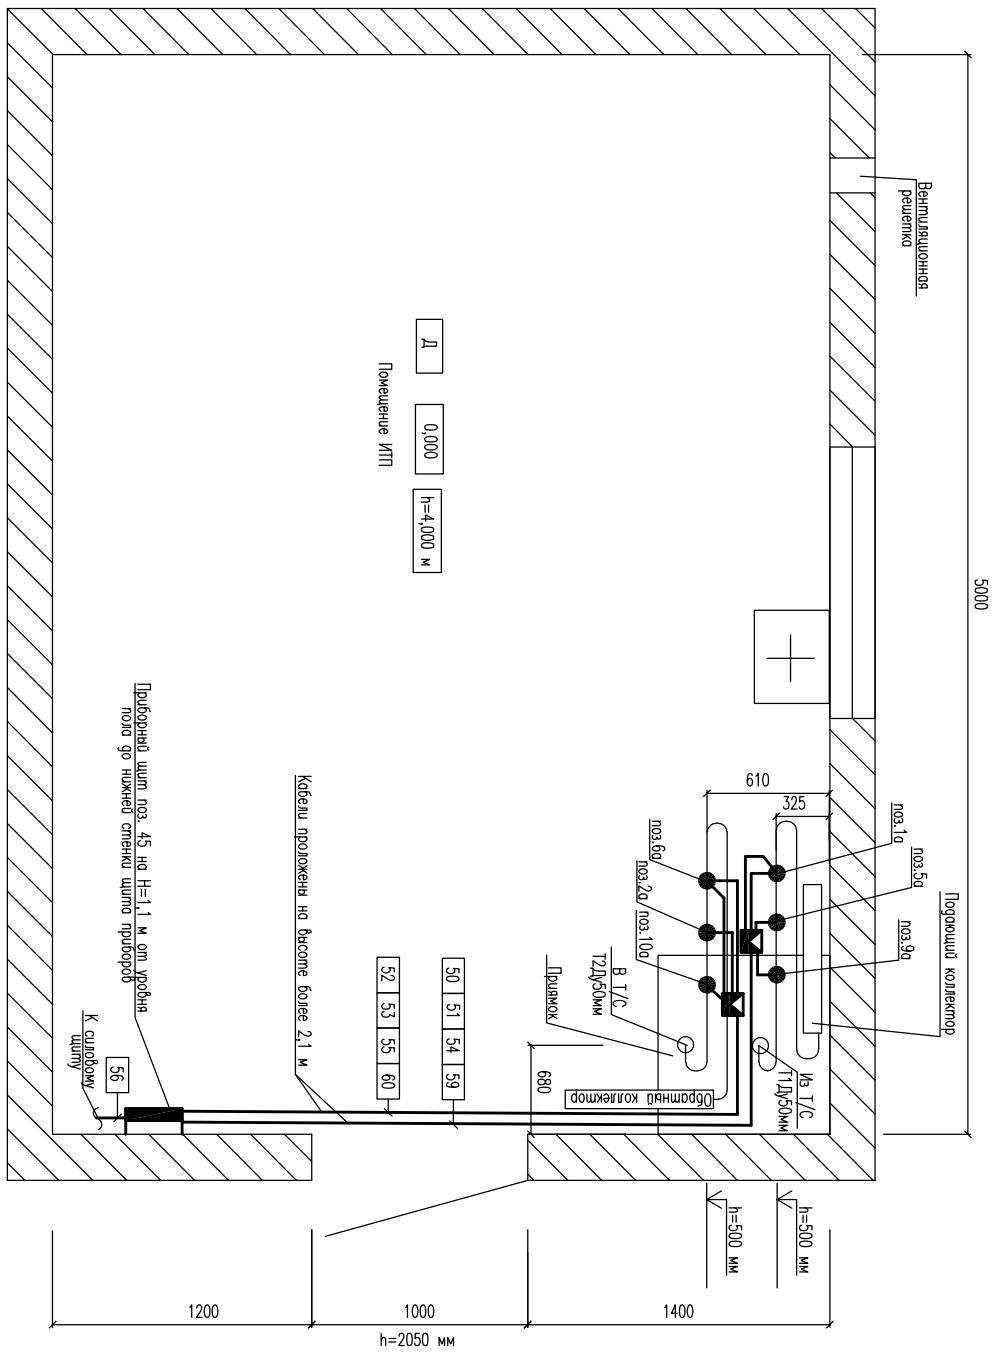 5000
Вентиляционная
решетка
Д
0,000
h=4,000 м
Помещение ИТП
610
325
поз.1а
поз.5а
поз.9а
Подающий коллектор
поз.6а
поз.2а
поз.10а
В Т/С
Т2Ду50мм
Приямок
680
Из Т/С
Т1Ду50мм
Обратный коллектор
50 51 54 59
52 53 55 60
Кабели проложены на высоте более 2,1 м
Приборный щит поз. 45 на Н=1,1 м от уровня
пола до нижней стенки щита приборов
56
К силовому
щиту
h=500 мм
h=500 мм
1200
1000
1400
h=2050 мм